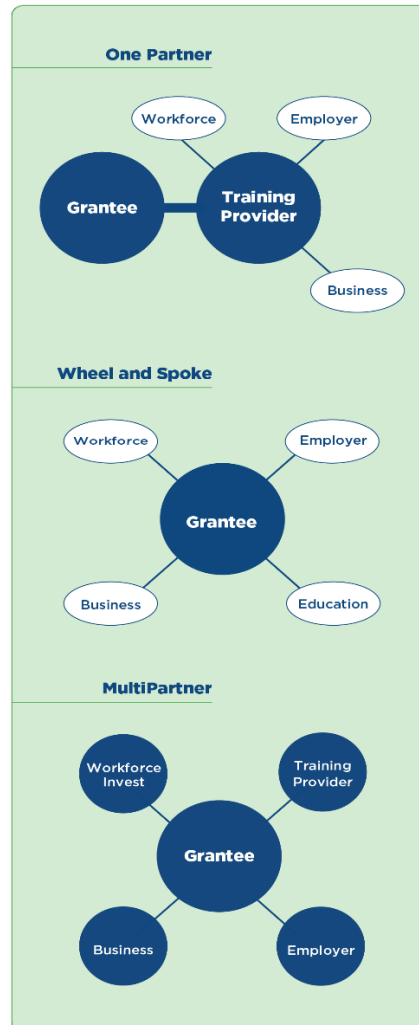 One Partner
Workforce
Employer
Grantee
Training
Provider
Business
Wheel and Spoke
Workforce
Employer
Grantee
Business
Education
MultiPartner
Workforce
Invest
Training
Provider
Grantee
Business
Employer